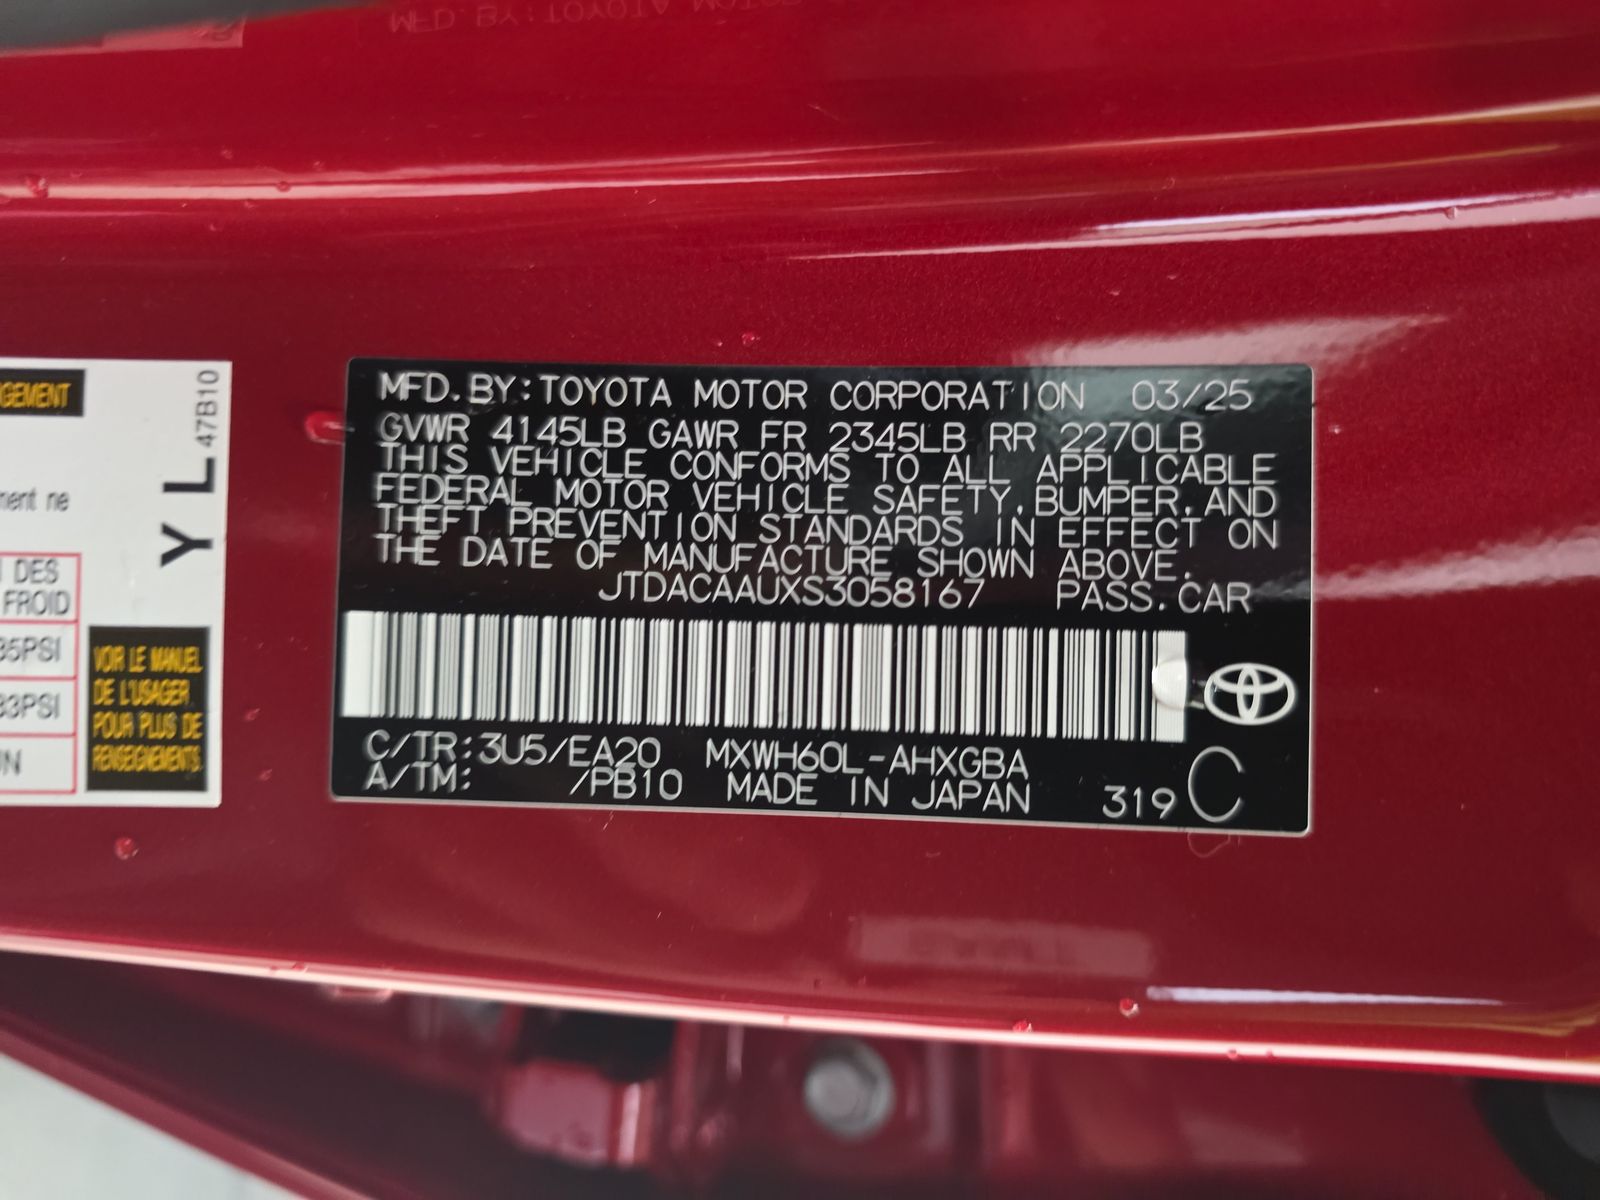 MFD. BY: TOYOTA MOTOR CORPORATION 03/25
GVWR 4145LB GAWR FR 2345LB RR 2270LB
THIS VEHICLE CONFORMS TO ALL APPLICABLE
FEDERAL MOTOR VEHICLE SAFETY, BUMPER, AND
THEFT PREVENTION STANDARDS IN EFFECT ON
THE DATE OF MANUFACTURE SHOWN ABOVE.
JTDACAAUXS3058167 PASS. CAR
C/TR: 3U5/EA20 MXWH60L-AHXGBA
A/TM: /PB10 MADE IN JAPAN 319 C
YL 47B10
ne
DES
FROID
35PSI
33PSI
VOIR LE MANUEL
DE L'USAGER
POUR PLUS DE
RENSEIGNEMENTS.
MFD. BY: TOYOTA